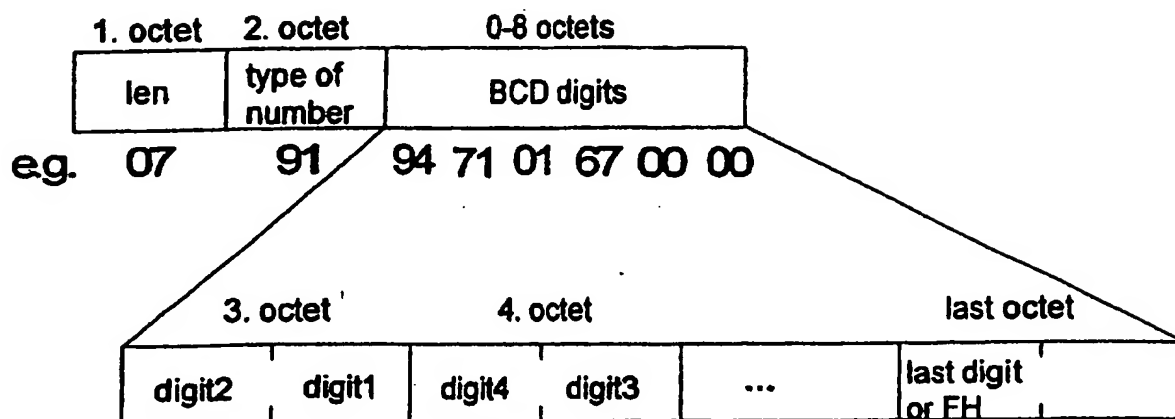 1. octet 2. octet 0-8 octets
len type of number BCD digits
e.g. 07 91 94 71 01 67 00 00
3. octet 4. octet last octet
digit2 digit1 digit4 digit3 ... last digit or FH